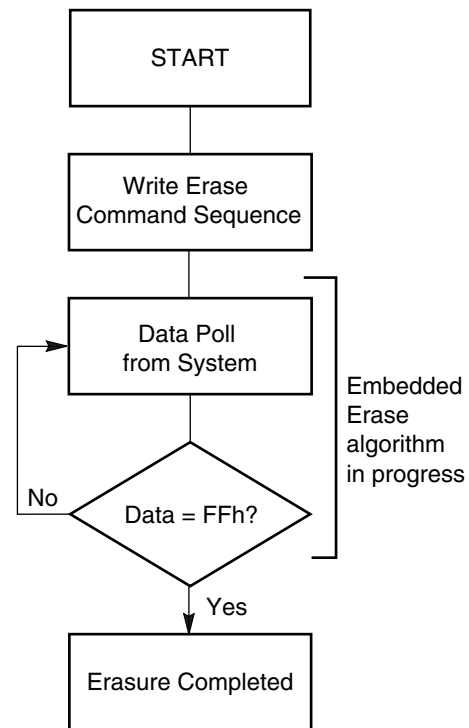 START
Write Erase
Command Sequence
Data Poll
from System
Embedded
Erase
algorithm
in progress
No
Data = FFh?
Yes
Erasure Completed